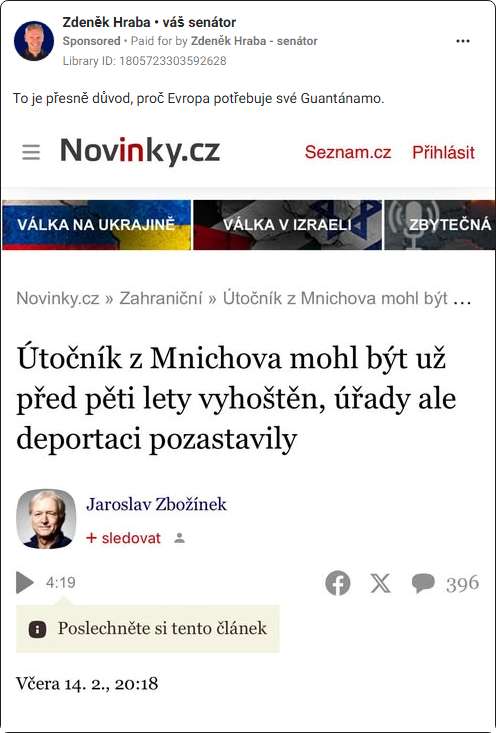 Zdeněk Hraba • váš senátor
Sponsored • Paid for by Zdeněk Hraba - senátor
Library ID: 1805723303592628
To je přesně důvod, proč Evropa potřebuje své Guantánamo.
Novinky.cz
Seznam.cz Přihlásit
VÁLKA NA UKRAJINĚ VÁLKA V IZRAELI ZBYTEČNÁ
Novinky.cz » Zahraniční » Útočník z Mnichova mohl být ...
Útočník z Mnichova mohl být už
před pěti lety vyhoštěn, úřady ale
deportaci pozastavily
Jaroslav Zbožínek
+ sledovat
4:19
396
Poslechněte si tento článek
Včera 14. 2., 20:18